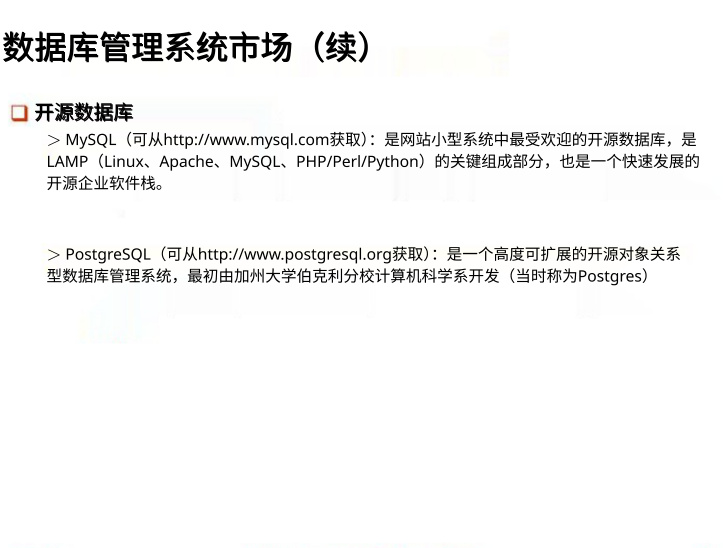 数据库管理系统市场（续）
❑ 开源数据库
＞ MySQL（可从http://www.mysql.com获取）：是网站小型系统中最受欢迎的开源数据库，是
LAMP（Linux、Apache、MySQL、PHP/Perl/Python）的关键组成部分，也是一个快速发展的
开源企业软件栈。
＞ PostgreSQL（可从http://www.postgresql.org获取）：是一个高度可扩展的开源对象关系
型数据库管理系统，最初由加州大学伯克利分校计算机科学系开发（当时称为Postgres）